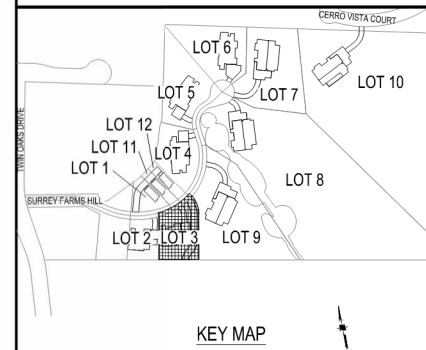 CERRO VISTA COURT
LOT 6
LOT 10
LOT 5
LOT 7
LOT 12
LOT 11
LOT 4
LOT 1
LOT 8
TWIN OAKS DRIVE
SURREY FARMS HILL
LOT 2
LOT 3
LOT 9
KEY MAP